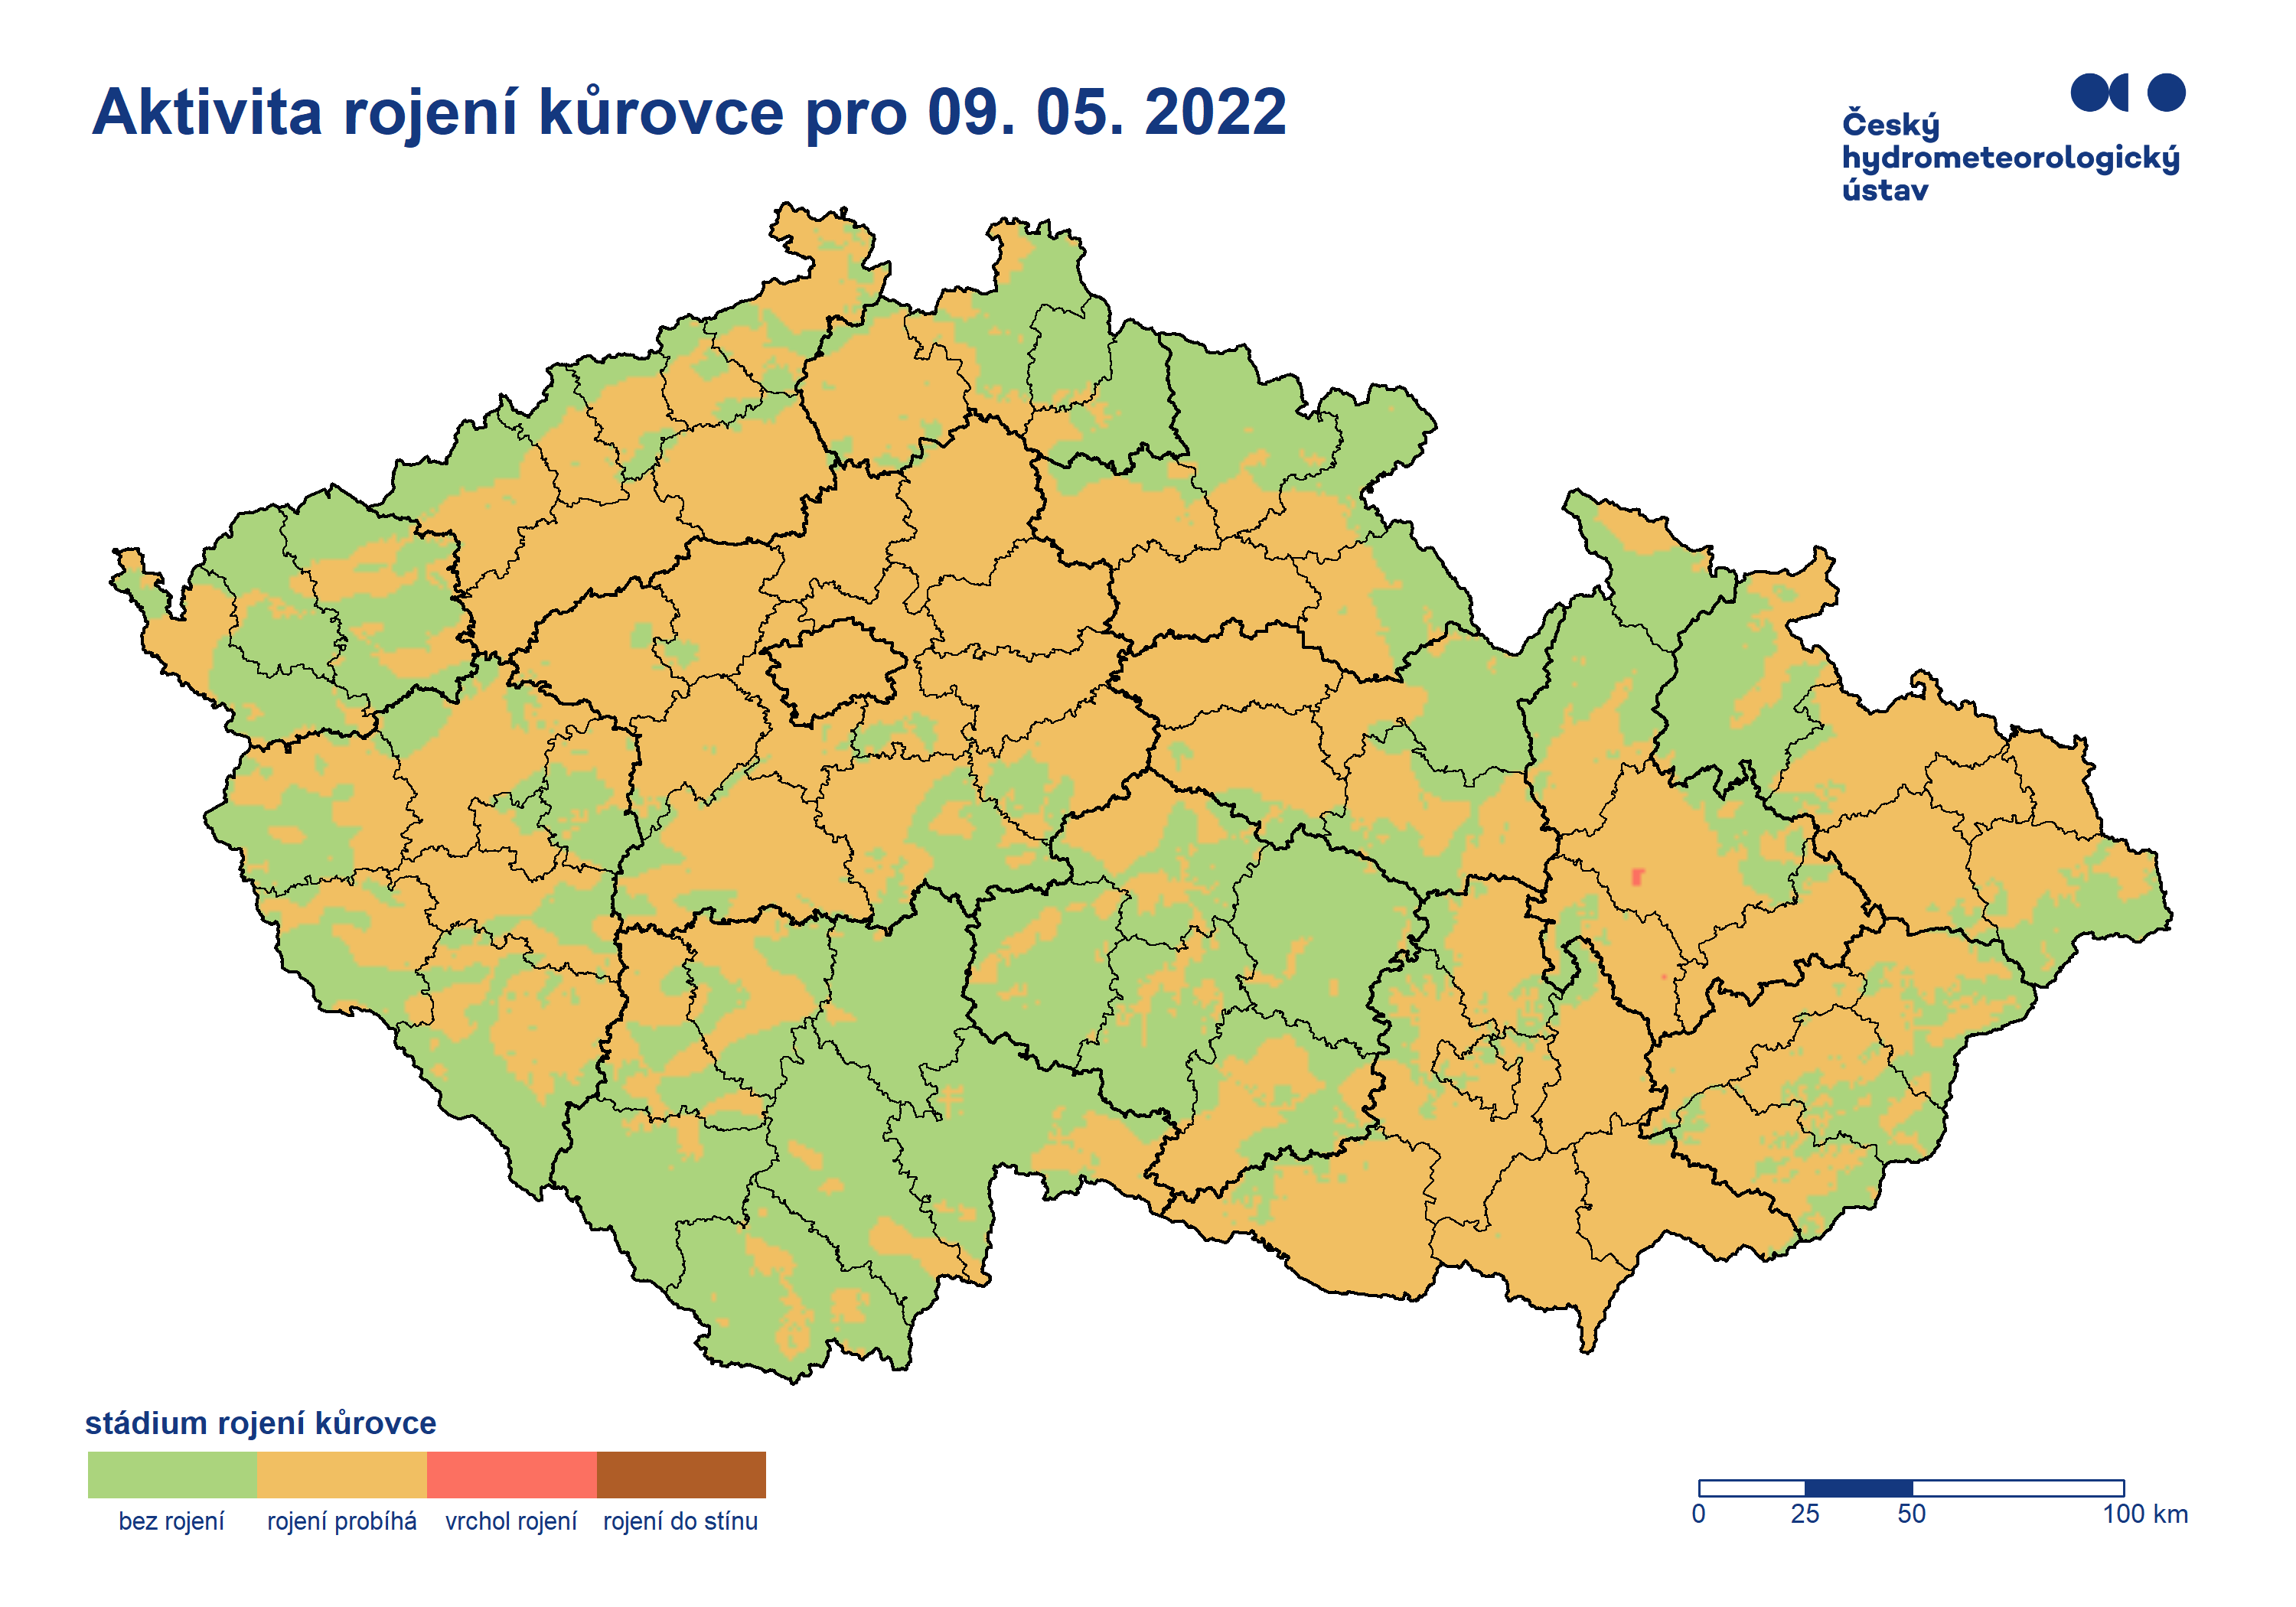 Aktivita rojení kůrovce pro 09. 05. 2022
Český
hydrometeorologický
ústav
stádium rojení kůrovce
bez rojení rojení probíhá vrchol rojení rojení do stínu
0 25 50 100 km